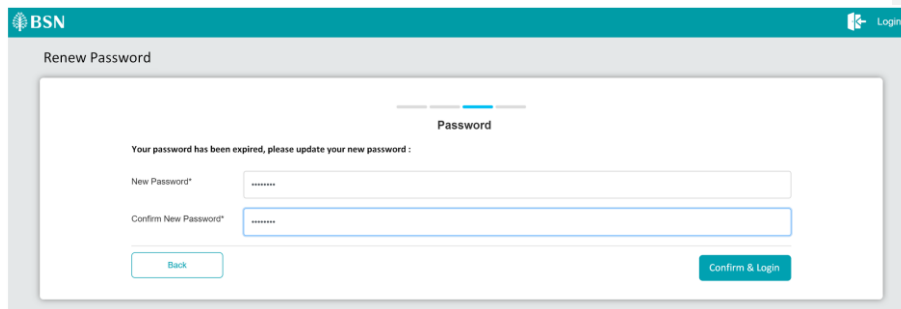 BSN
Login
Renew Password
Password
Your password has been expired, please update your new password :
New Password*
••••••••
Confirm New Password*
••••••••
Back
Confirm & Login